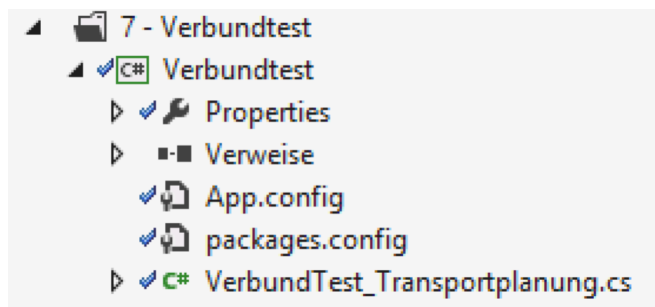 7 - Verbundtest
C# Verbundtest
Properties
Verweise
App.config
packages.config
C# VerbundTest_Transportplanung.cs